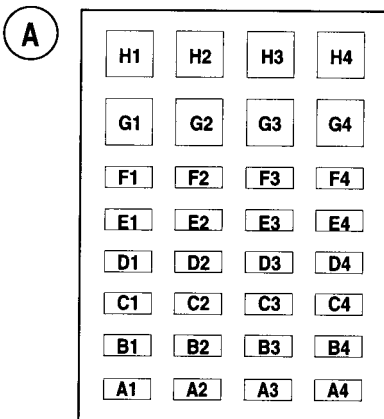 A
H1 H2 H3 H4
G1 G2 G3 G4
F1 F2 F3 F4
E1 E2 E3 E4
D1 D2 D3 D4
C1 C2 C3 C4
B1 B2 B3 B4
A1 A2 A3 A4